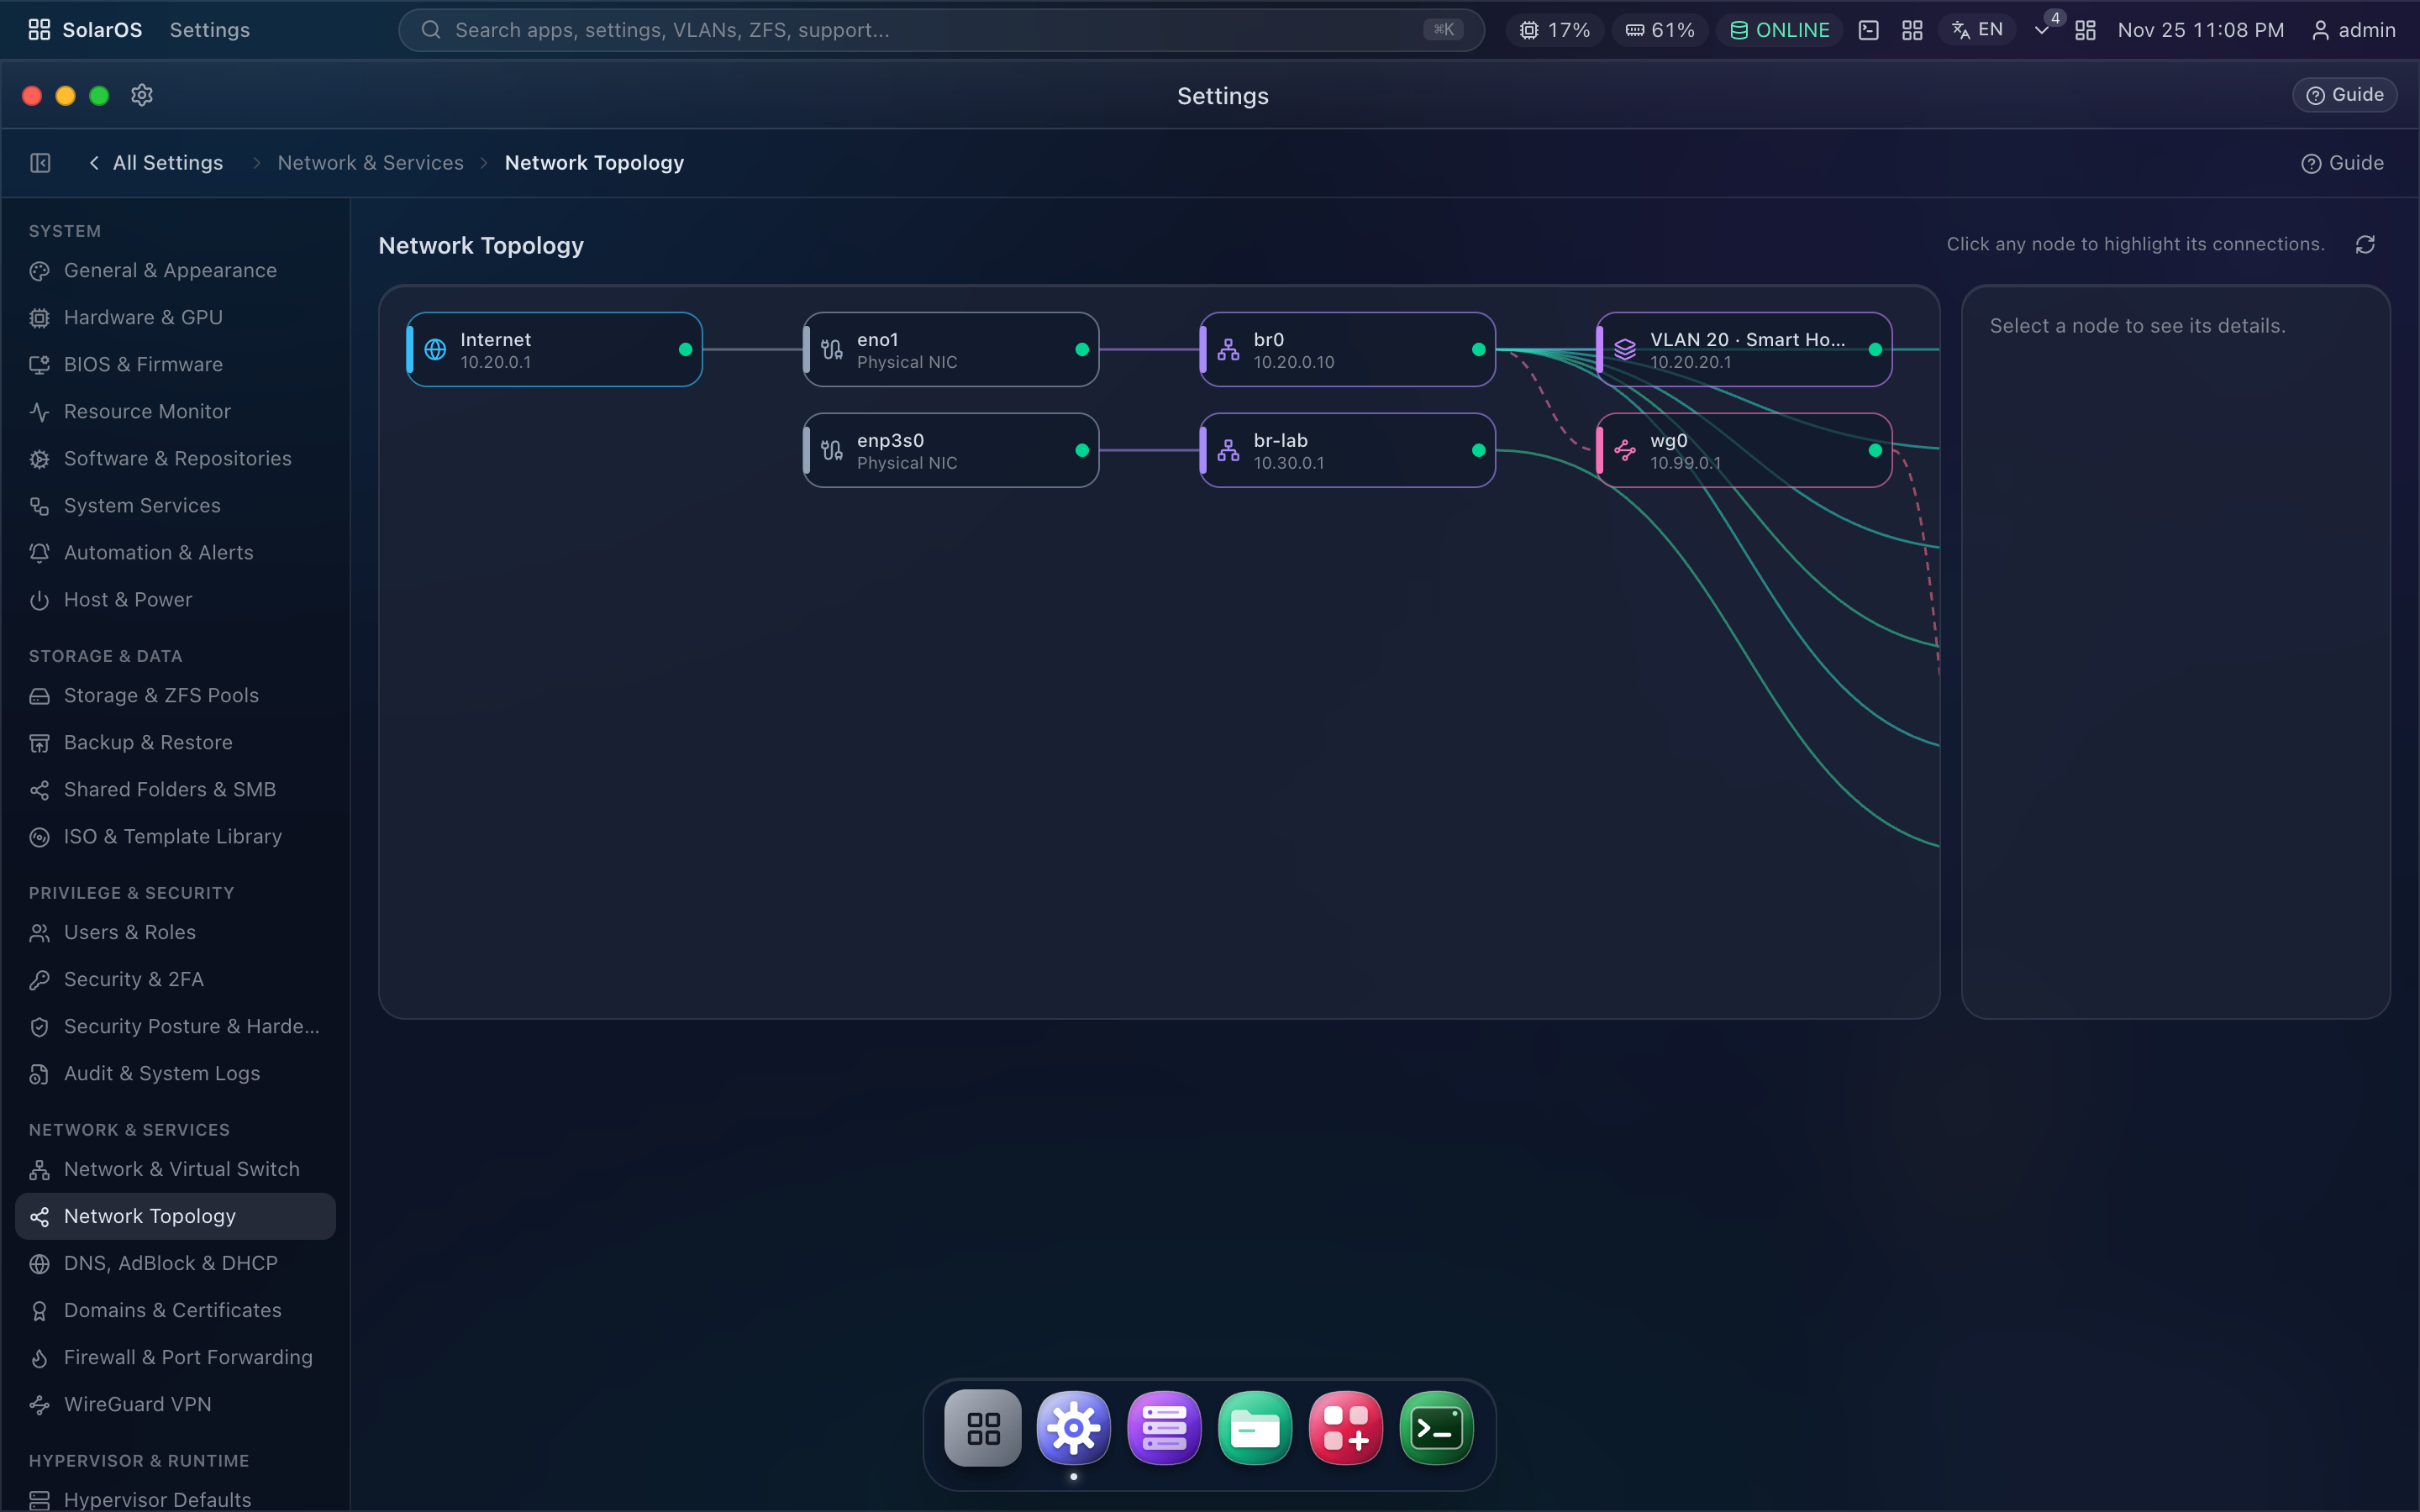 SolarOS
Settings
Search apps, settings, VLANs, ZFS, support...
⌘K
17%
61%
ONLINE
EN
4
Nov 25 11:08 PM
admin
Settings
Guide
All Settings
Network & Services
Network Topology
Guide
SYSTEM
General & Appearance
Hardware & GPU
BIOS & Firmware
Resource Monitor
Software & Repositories
System Services
Automation & Alerts
Host & Power
STORAGE & DATA
Storage & ZFS Pools
Backup & Restore
Shared Folders & SMB
ISO & Template Library
PRIVILEGE & SECURITY
Users & Roles
Security & 2FA
Security Posture & Harde...
Audit & System Logs
NETWORK & SERVICES
Network & Virtual Switch
Network Topology
DNS, AdBlock & DHCP
Domains & Certificates
Firewall & Port Forwarding
WireGuard VPN
HYPERVISOR & RUNTIME
Hypervisor Defaults
Network Topology
Click any node to highlight its connections.
Internet
10.20.0.1
eno1
Physical NIC
br0
10.20.0.10
VLAN 20 · Smart Ho...
10.20.20.1
enp3s0
Physical NIC
br-lab
10.30.0.1
wg0
10.99.0.1
Select a node to see its details.